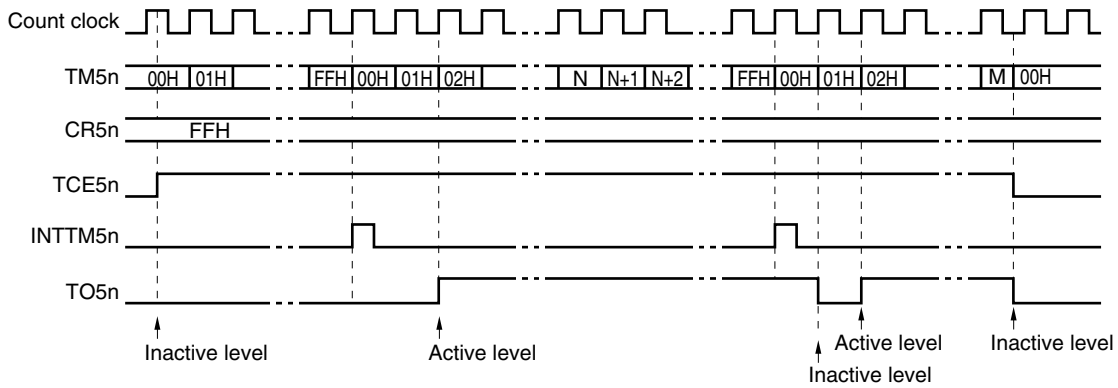 Count clock
TM5n 00H 01H FFH 00H 01H 02H N N+1 N+2 FFH 00H 01H 02H M 00H
CR5n FFH
TCE5n
INTTM5n
TO5n
Inactive level Active level Active level Inactive level
Inactive level